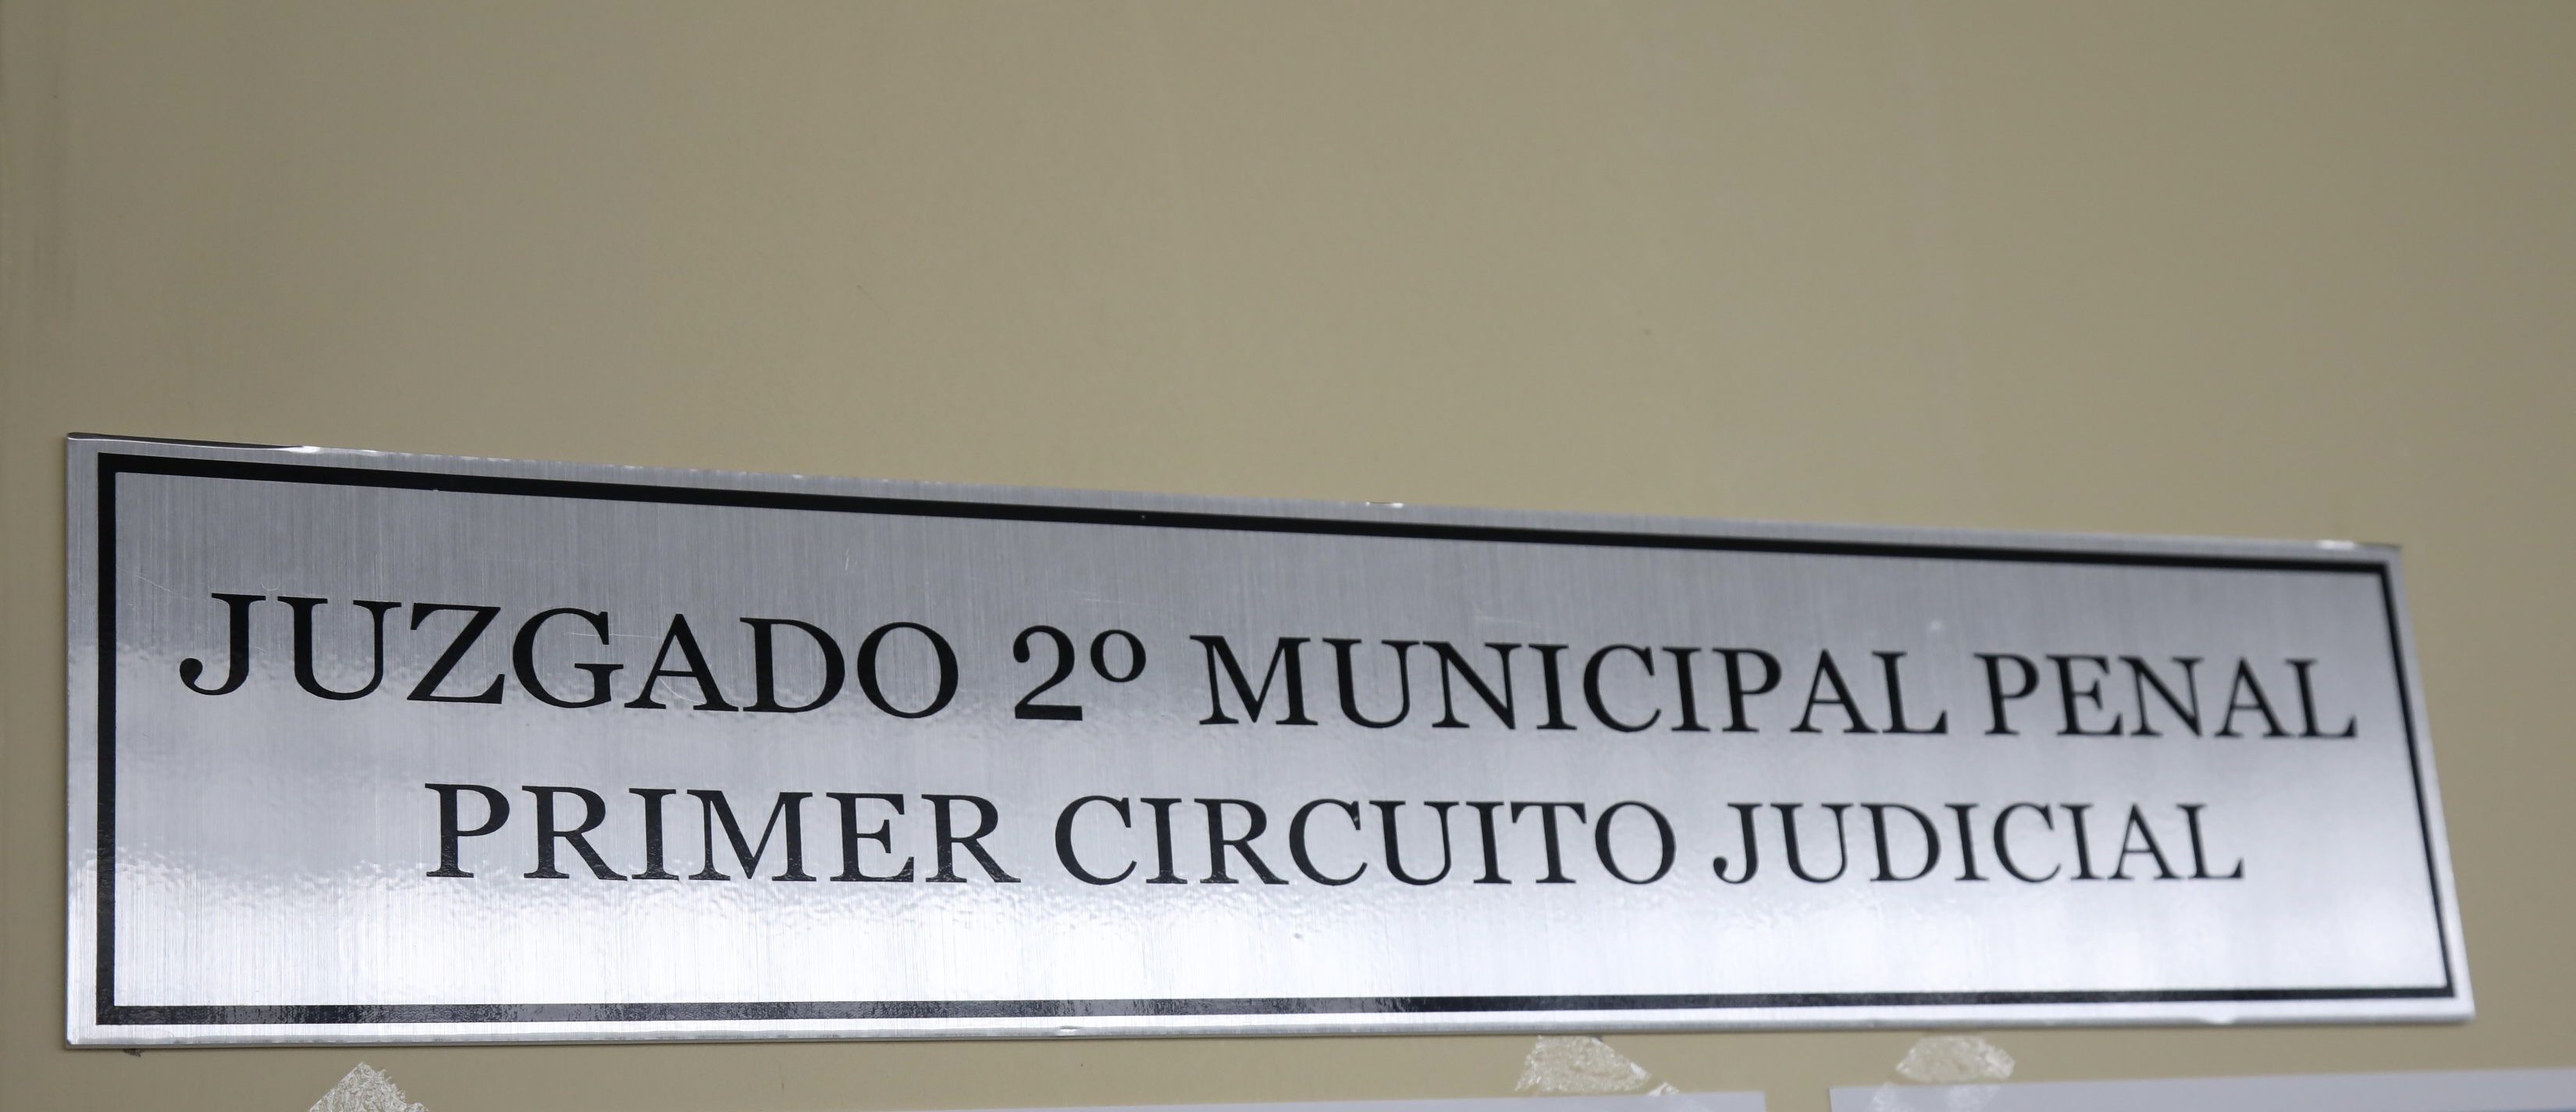 JUZGADO 2º MUNICIPAL PENAL
PRIMER CIRCUITO JUDICIAL